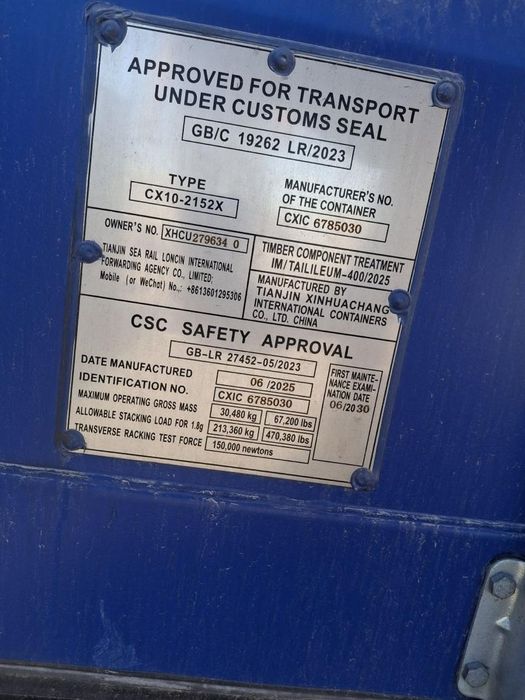 APPROVED FOR TRANSPORT
UNDER CUSTOMS SEAL
GB/C 19262 LR/2023
TYPE
CX10-2152X
MANUFACTURER'S NO.
OF THE CONTAINER
CXIC 6785030
OWNER'S NO. XHCU 279634 0
TIANJIN SEA RAIL LONCIN INTERNATIONAL
FORWARDING AGENCY CO., LIMITED;
Mobile (or WeChat) No.: +8613601295306
TIMBER COMPONENT TREATMENT
IM/TAILILEUM-400/2025
MANUFACTURED BY
TIANJIN XINHUACHANG
INTERNATIONAL CONTAINERS
CO., LTD. CHINA
CSC SAFETY APPROVAL
GB-LR 27452-05/2023
DATE MANUFACTURED 06 /2025
IDENTIFICATION NO. CXIC 6785030
MAXIMUM OPERATING GROSS MASS 30,480 kg 67,200 lbs
ALLOWABLE STACKING LOAD FOR 1.8g 213,360 kg 470,380 lbs
TRANSVERSE RACKING TEST FORCE 150,000 newtons
FIRST MAINTE-
NANCE EXAMI-
NATION DATE
06/2030